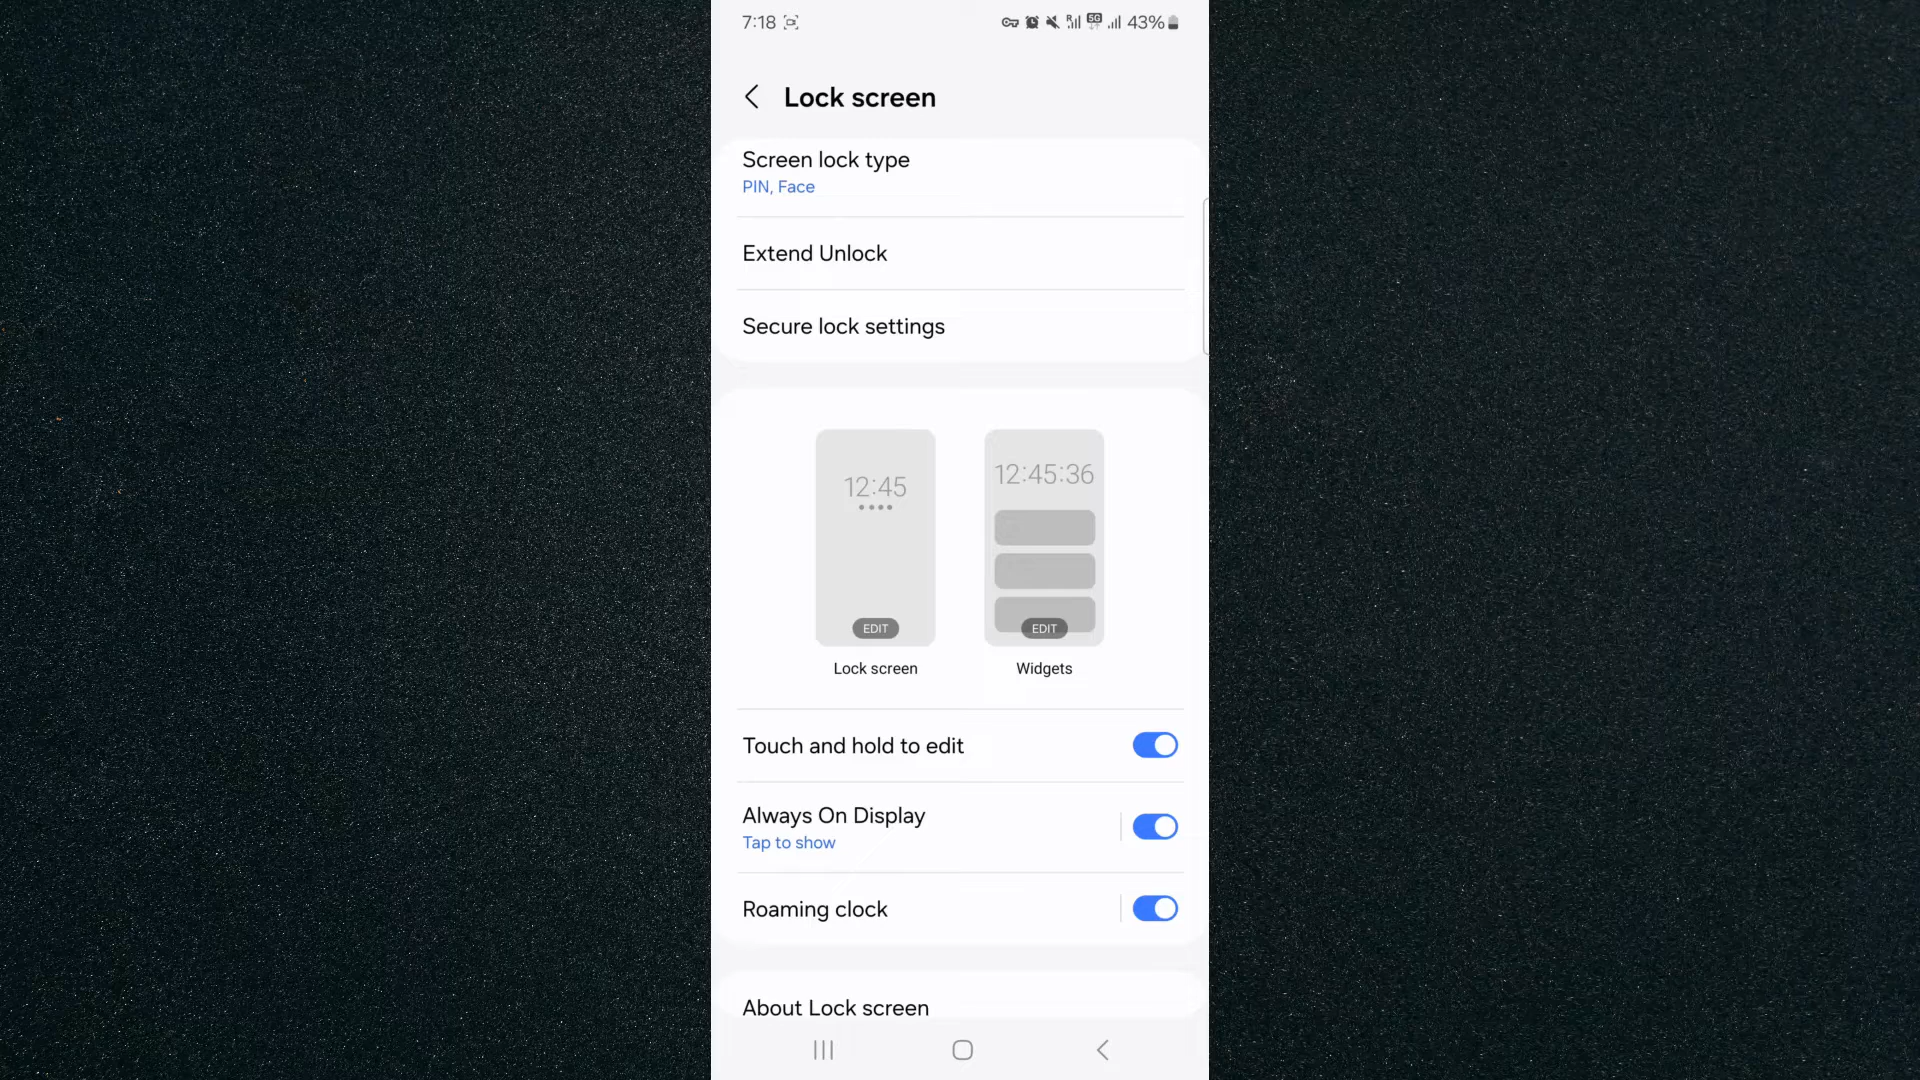 7:18 R 5G 43%
Lock screen
Screen lock type
PIN, Face
Extend Unlock
Secure lock settings
12:45
EDIT
Lock screen
12:45:36
EDIT
Widgets
Touch and hold to edit
Always On Display
Tap to show
Roaming clock
About Lock screen